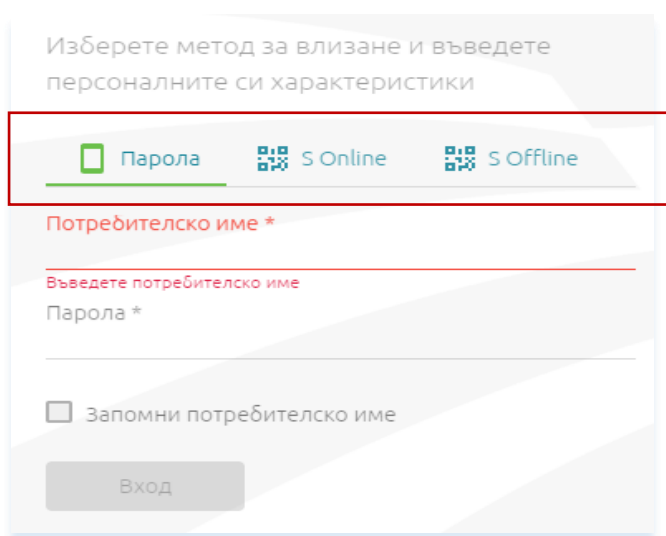 Изберете метод за влизане и въведете
персоналните си характеристики
Парола S Online S Offline
Потребителско име *
Въведете потребителско име
Парола *
Запомни потребителско име
Вход